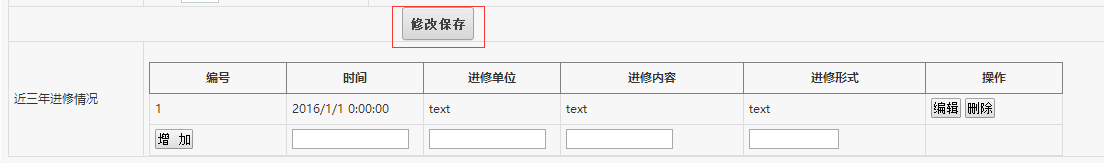 修改保存
近三年进修情况
编号 时间 进修单位 进修内容 进修形式 操作
1 2016/1/1 0:00:00 text text text 编辑 删除
增 加